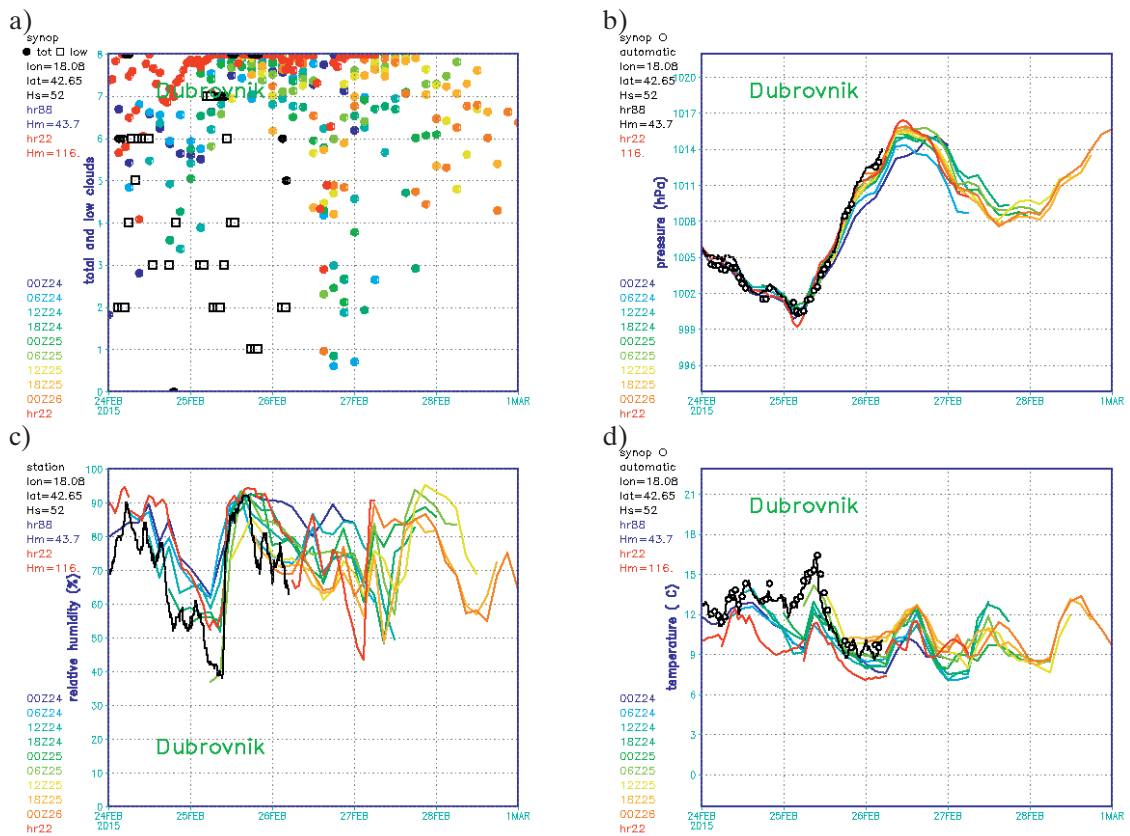 a)
synop
● tot □ low
lon=18.08
lat=42.65
Hs=52
hr88
Hm=43.7
hr22
Hm=116.
00Z24
06Z24
12Z24
18Z24
00Z25
06Z25
12Z25
18Z25
00Z26
hr22
total and low clouds
8
7
6
5
4
3
2
1
0
Dubrovnik
24FEB
2015
25FEB
26FEB
27FEB
28FEB
1MAR
b)
synop O
automatic
lon=18.08
lat=42.65
Hs=52
hr88
Hm=43.7
hr22
116.
00Z24
06Z24
12Z24
18Z24
00Z25
06Z25
12Z25
18Z25
00Z26
hr22
pressure (hPa)
1020
1017
1014
1011
1008
1005
1002
999
996
Dubrovnik
24FEB
2015
25FEB
26FEB
27FEB
28FEB
1MAR
c)
station
lon=18.08
lat=42.65
Hs=52
hr88
Hm=43.7
hr22
Hm=116.
00Z24
06Z24
12Z24
18Z24
00Z25
06Z25
12Z25
18Z25
00Z26
hr22
relative humidity (%)
100
90
80
70
60
50
40
30
20
10
0
Dubrovnik
24FEB
2015
25FEB
26FEB
27FEB
28FEB
1MAR
d)
synop O
automatic
lon=18.08
lat=42.65
Hs=52
hr88
Hm=43.7
hr22
Hm=116.
00Z24
06Z24
12Z24
18Z24
00Z25
06Z25
12Z25
18Z25
00Z26
hr22
temperature ( C)
21
18
15
12
9
6
3
0
Dubrovnik
24FEB
2015
25FEB
26FEB
27FEB
28FEB
1MAR